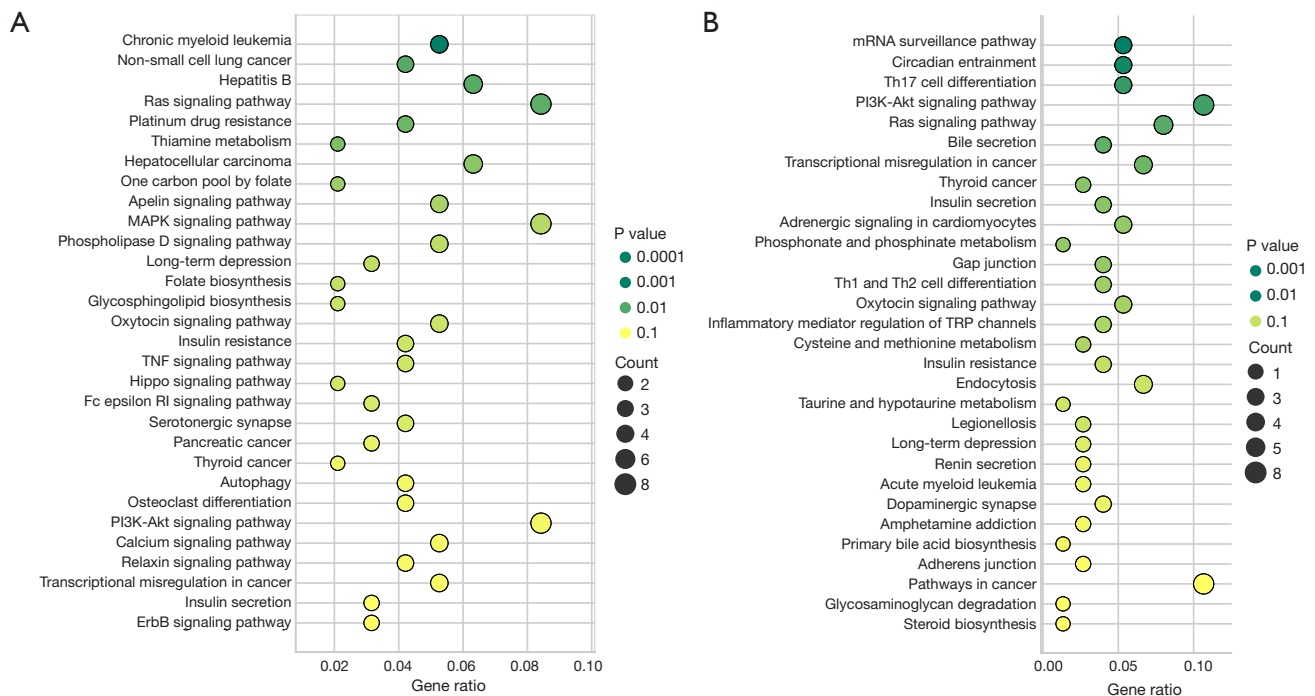 A
Chronic myeloid leukemia
Non-small cell lung cancer
Hepatitis B
Ras signaling pathway
Platinum drug resistance
Thiamine metabolism
Hepatocellular carcinoma
One carbon pool by folate
Apelin signaling pathway
MAPK signaling pathway
Phospholipase D signaling pathway
Long-term depression
Folate biosynthesis
Glycosphingolipid biosynthesis
Oxytocin signaling pathway
Insulin resistance
TNF signaling pathway
Hippo signaling pathway
Fc epsilon RI signaling pathway
Serotonergic synapse
Pancreatic cancer
Thyroid cancer
Autophagy
Osteoclast differentiation
PI3K-Akt signaling pathway
Calcium signaling pathway
Relaxin signaling pathway
Transcriptional misregulation in cancer
Insulin secretion
ErbB signaling pathway
0.02 0.04 0.06 0.08 0.10
Gene ratio
P value
0.0001
0.001
0.01
0.1
Count
2
3
4
6
8
B
mRNA surveillance pathway
Circadian entrainment
Th17 cell differentiation
PI3K-Akt signaling pathway
Ras signaling pathway
Bile secretion
Transcriptional misregulation in cancer
Thyroid cancer
Insulin secretion
Adrenergic signaling in cardiomyocytes
Phosphonate and phosphinate metabolism
Gap junction
Th1 and Th2 cell differentiation
Oxytocin signaling pathway
Inflammatory mediator regulation of TRP channels
Cysteine and methionine metabolism
Insulin resistance
Endocytosis
Taurine and hypotaurine metabolism
Legionellosis
Long-term depression
Renin secretion
Acute myeloid leukemia
Dopaminergic synapse
Amphetamine addiction
Primary bile acid biosynthesis
Adherens junction
Pathways in cancer
Glycosaminoglycan degradation
Steroid biosynthesis
0.00 0.05 0.10
Gene ratio
P value
0.001
0.01
0.1
Count
1
3
4
5
8